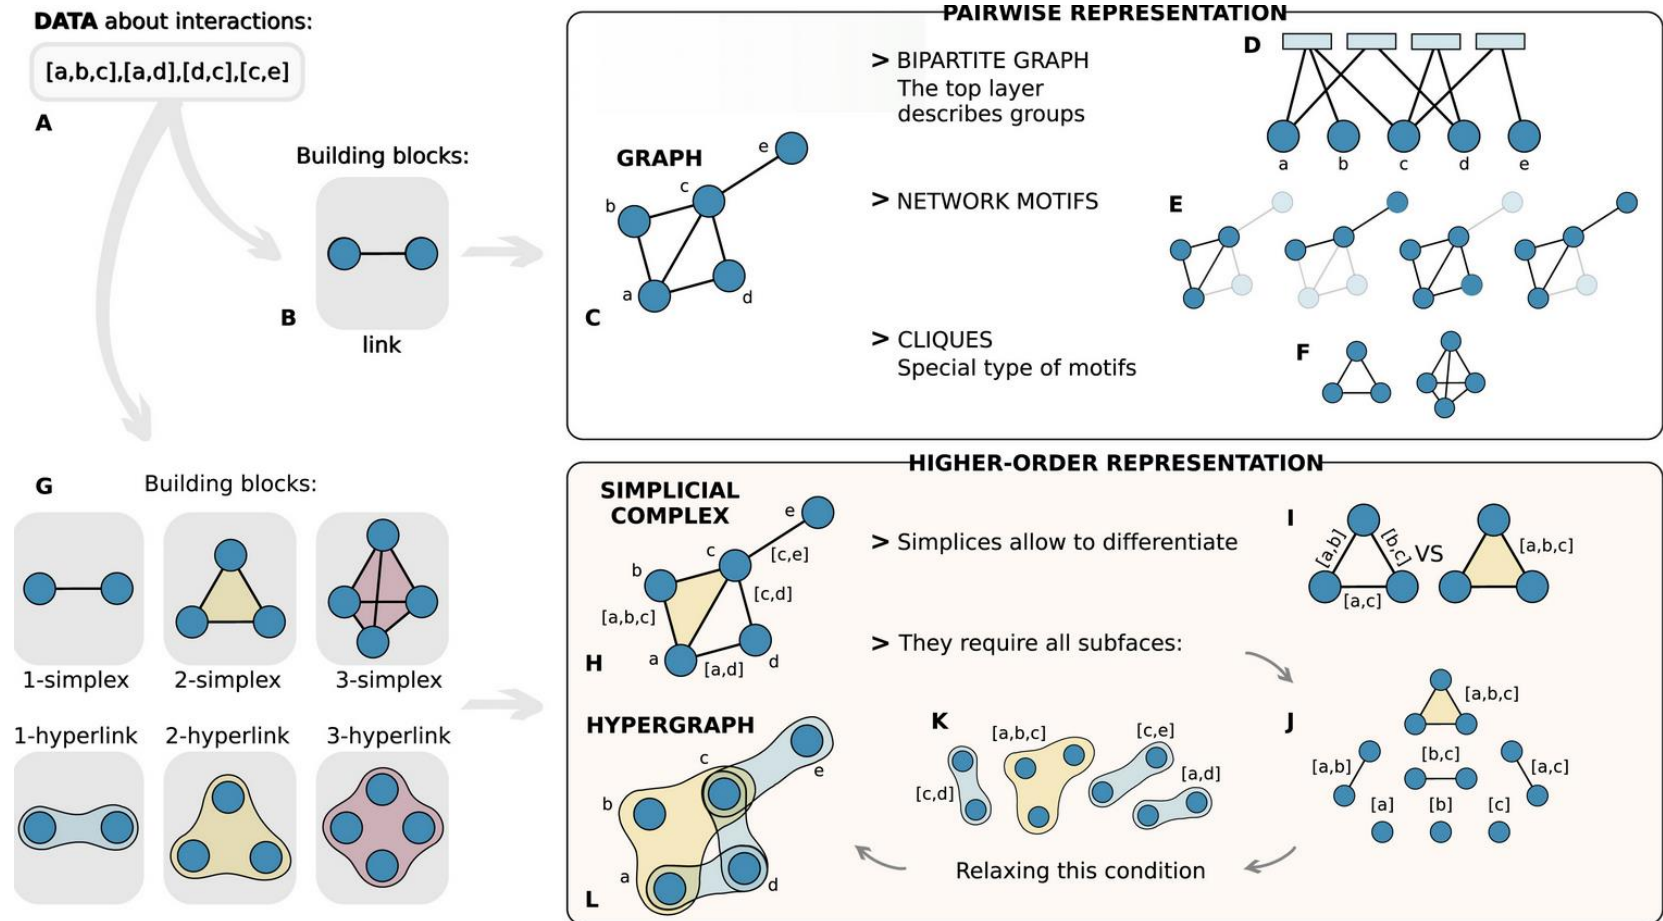 DATA about interactions:
[a,b,c],[a,d],[d,c],[c,e]
A
Building blocks:
B
link
PAIRWISE REPRESENTATION
GRAPH
e
c
b
a
d
C
> BIPARTITE GRAPH
The top layer
describes groups
D
a b c d e
> NETWORK MOTIFS
E
> CLIQUES
Special type of motifs
F
G
Building blocks:
1-simplex 2-simplex 3-simplex
1-hyperlink 2-hyperlink 3-hyperlink
HIGHER-ORDER REPRESENTATION
SIMPLICIAL
COMPLEX
e
c
[c,e]
b
[c,d]
[a,b,c]
a
[a,d]
d
H
> Simplices allow to differentiate
I
[a,b]
[b,c]
[a,c]
VS
[a,b,c]
> They require all subfaces:
J
[a,b,c]
[a,b]
[b,c]
[a,c]
[a] [b] [c]
HYPERGRAPH
c
e
b
a
d
L
K
[a,b,c]
[c,e]
[c,d]
[a,d]
Relaxing this condition